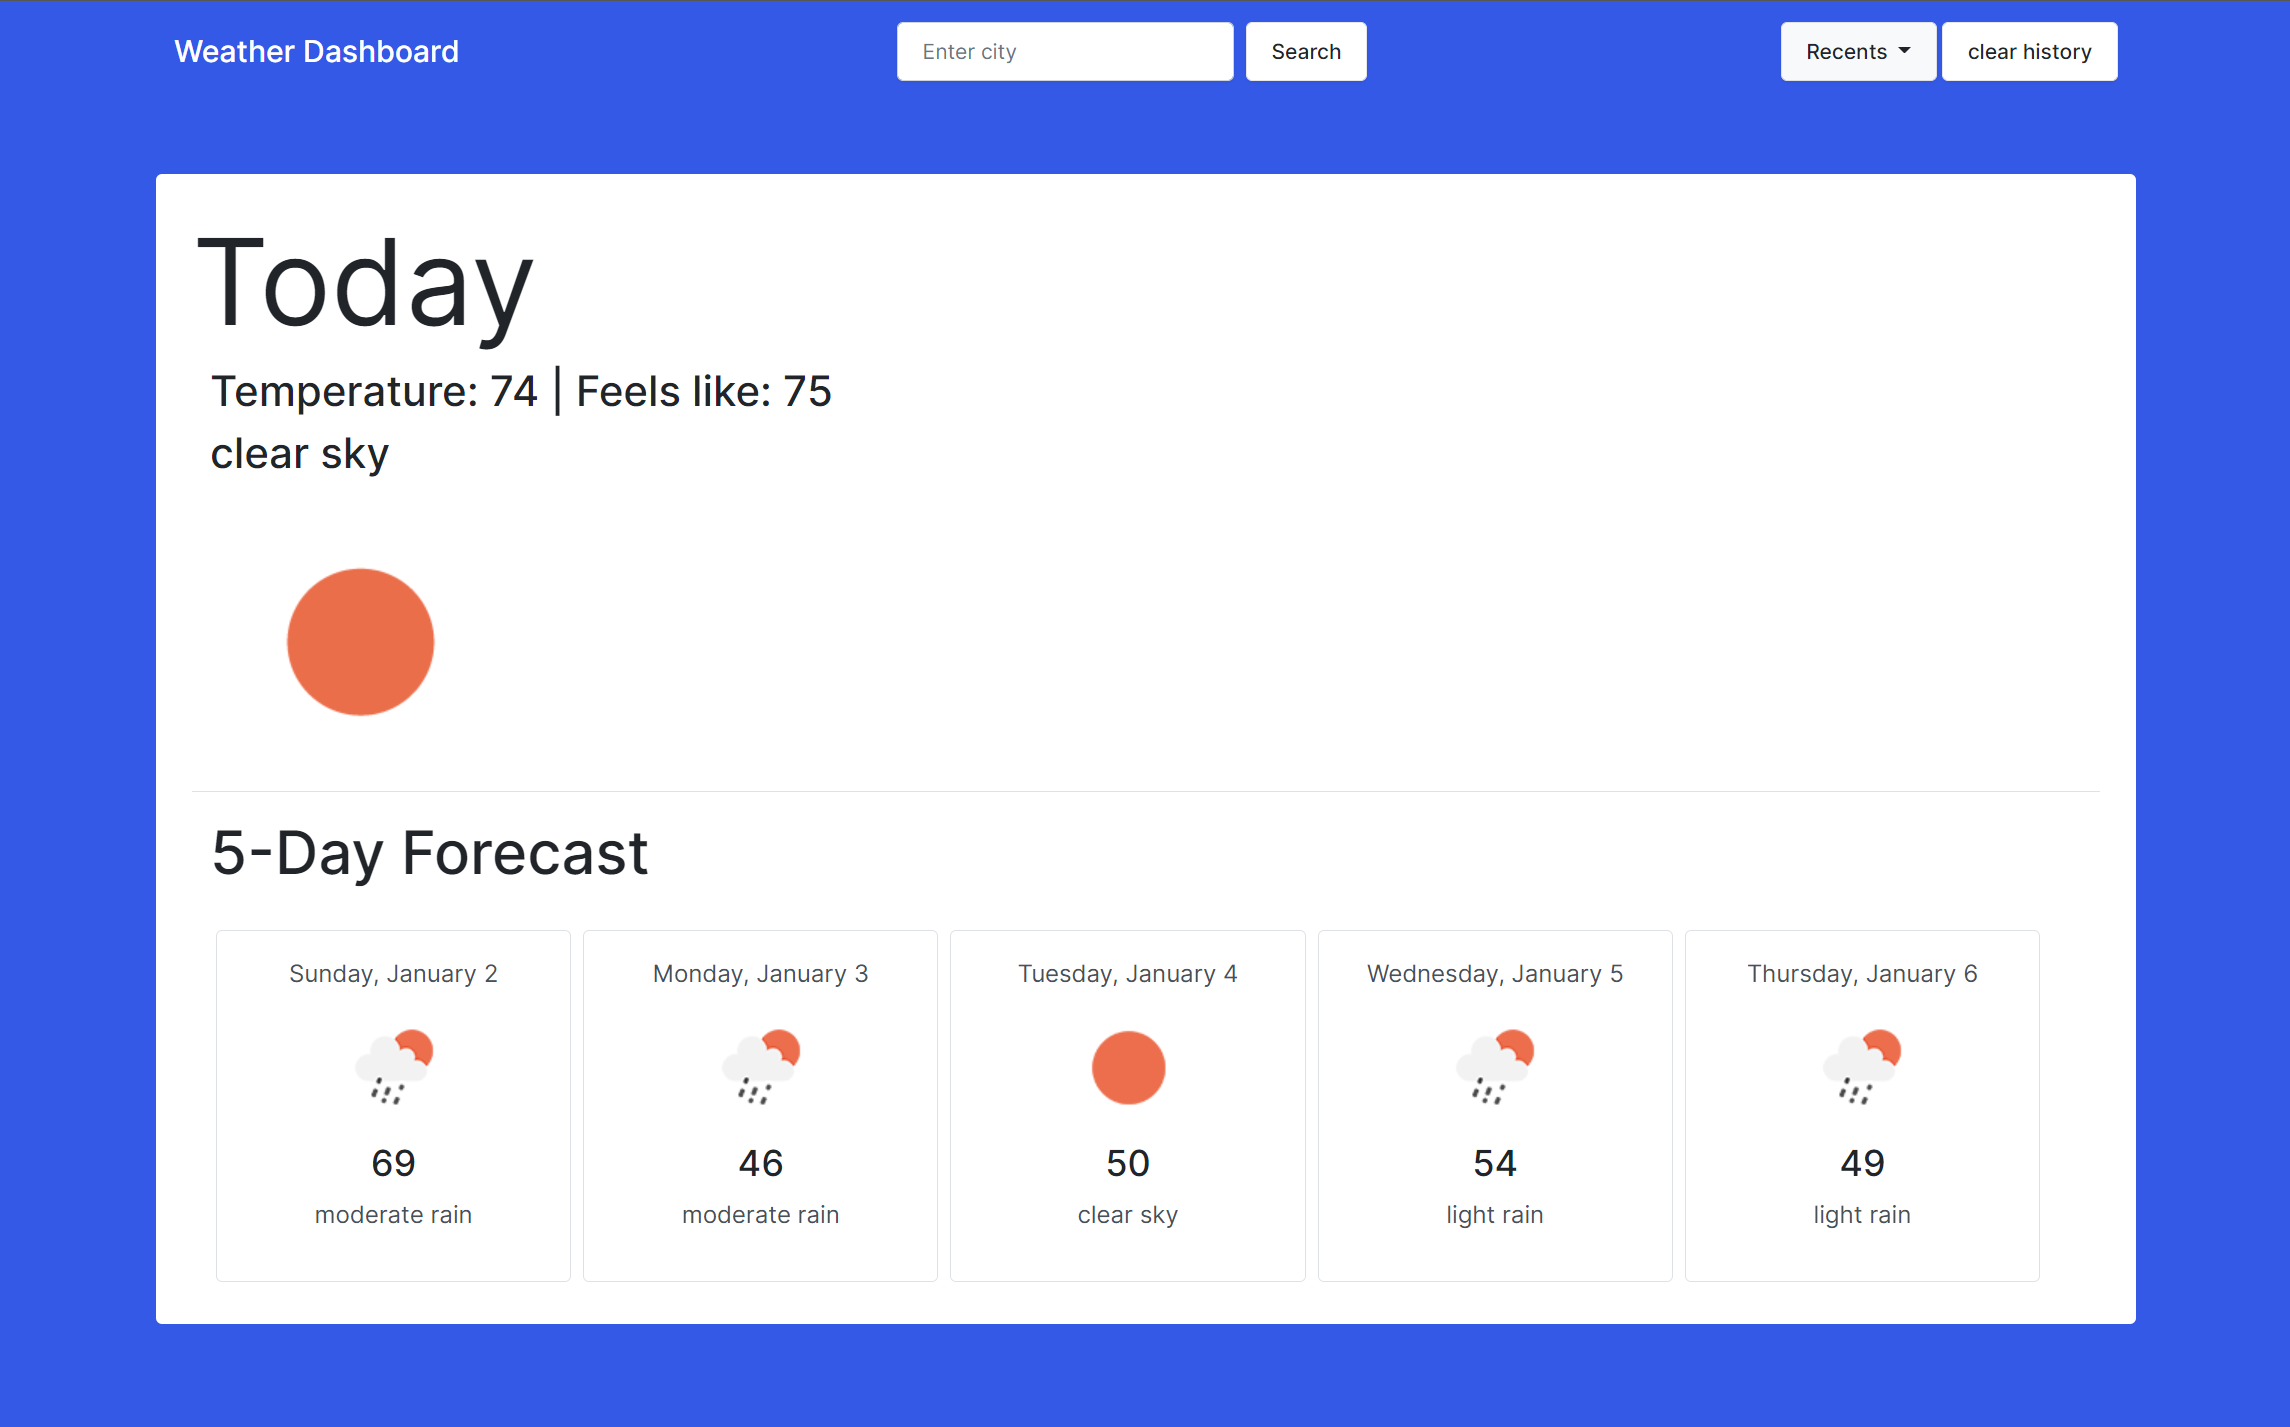 Weather Dashboard
Enter city
Search
Recents
clear history
Today
Temperature: 74 | Feels like: 75
clear sky
5-Day Forecast
Sunday, January 2
69
moderate rain
Monday, January 3
46
moderate rain
Tuesday, January 4
50
clear sky
Wednesday, January 5
54
light rain
Thursday, January 6
49
light rain